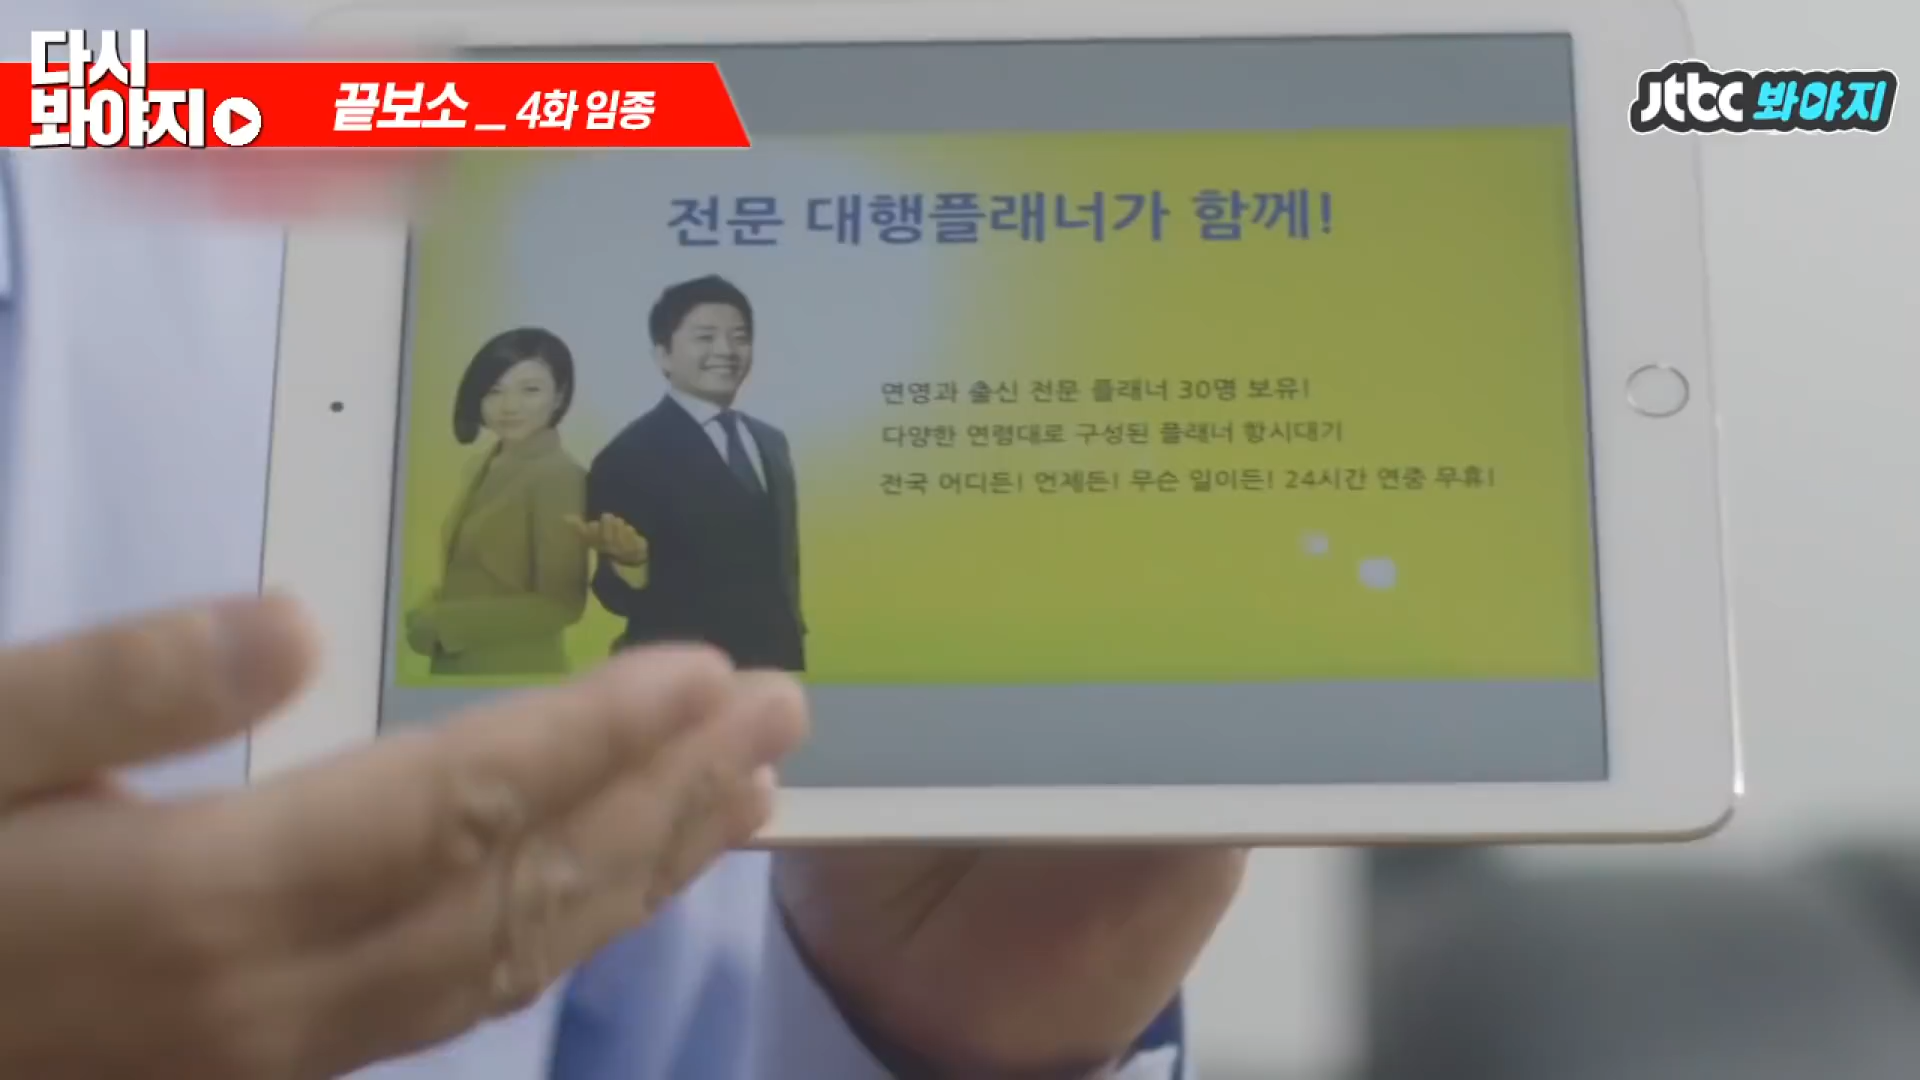 다시
봐야지
끝보소 _ 4화 임종
Jtbc 봐야지
전문 대행플래너가 함께!
연영과 출신 전문 플래너 30명 보유!
다양한 연령대로 구성된 플래너 항시대기
전국 어디든! 언제든! 무슨 일이든! 24시간 연중 무휴!